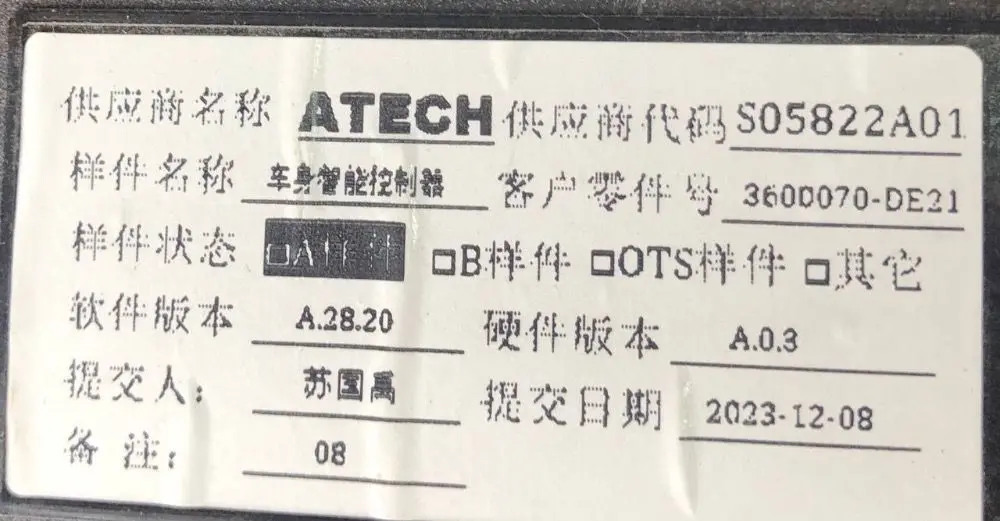 供应商名称 ATECH 供应商代码 S05822A01
样件名称 车身智能控制器 客户零件号 3600070-DE21
样件状态 □A样件 □B样件 □OTS样件 □其它
软件版本 A.28.20 硬件版本 A.0.3
提交人： 苏国 提交日期 2023-12-08
备 注： 08